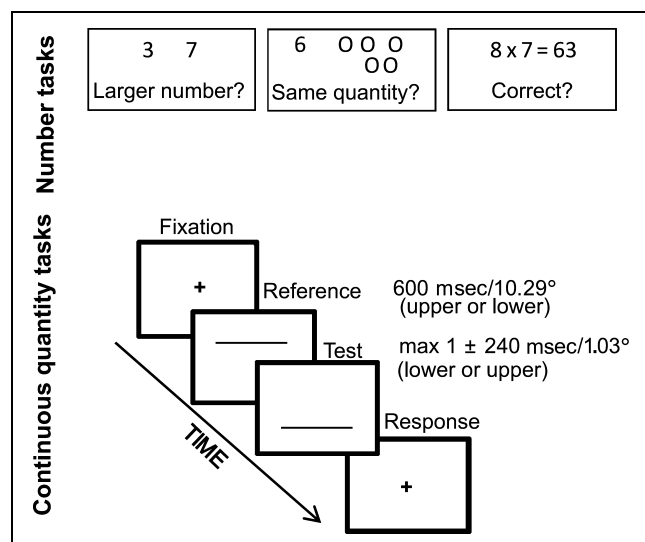 Number tasks
3 7
Larger number?
6 O O O
O O
Same quantity?
8 x 7 = 63
Correct?
Continuous quantity tasks
Fixation
+
Reference
600 msec/10.29°
(upper or lower)
Test
max 1 ± 240 msec/1.03°
(lower or upper)
Response
+
TIME